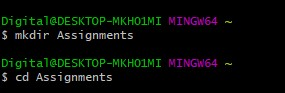 Digital@DESKTOP-MKHO1MI MINGW64 ~
$ mkdir Assignments
Digital@DESKTOP-MKHO1MI MINGW64 ~
$ cd Assignments